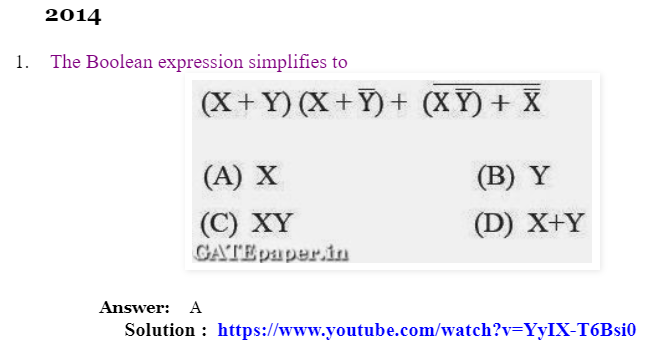 2014
1. The Boolean expression simplifies to
(X + Y) (X + Y̅) + \overline{(X Y̅) + X̅}
(A) X (B) Y
(C) XY (D) X+Y
GATEpaper.in
Answer: A
Solution : https://www.youtube.com/watch?v=YyIX-T6Bsi0